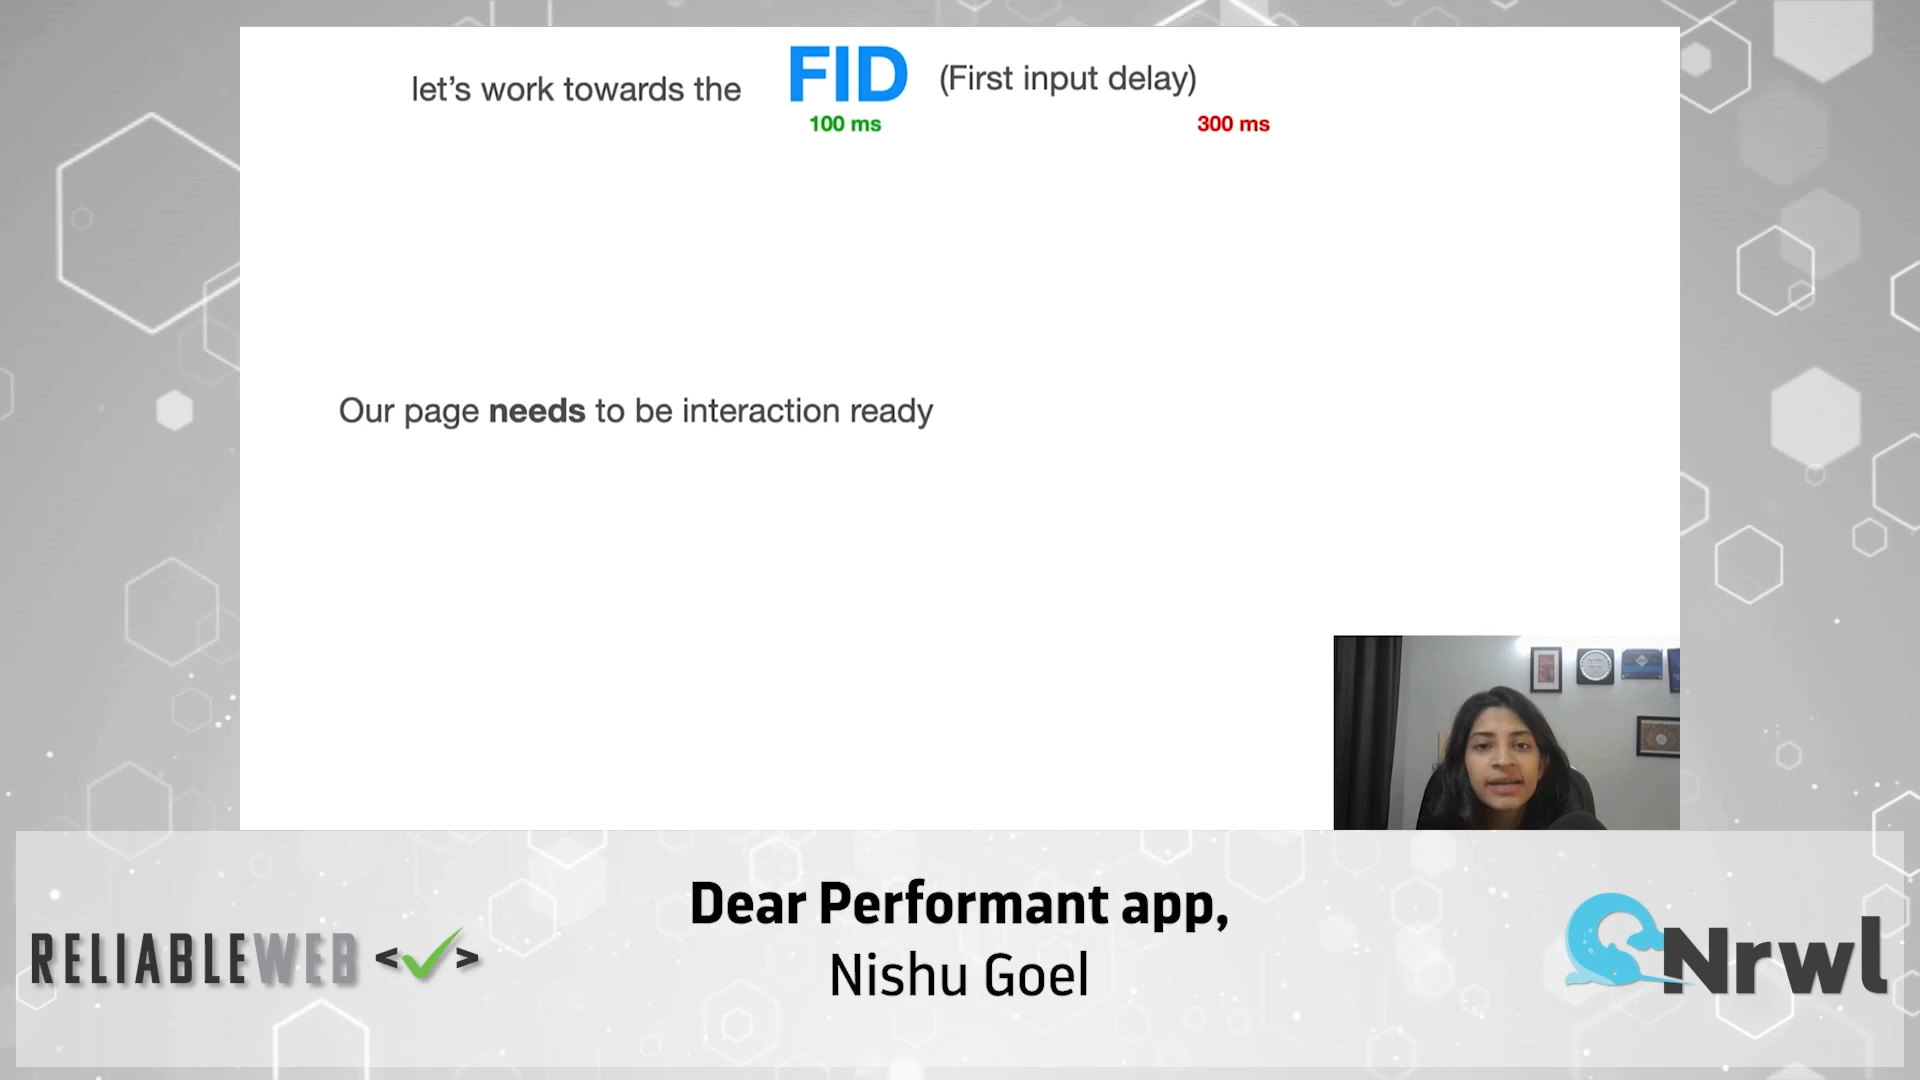 let’s work towards the FID (First input delay)
100 ms 300 ms
Our page needs to be interaction ready
Dear Performant app,
Nishu Goel
RELIABLEWEB <✓>
Nrwl